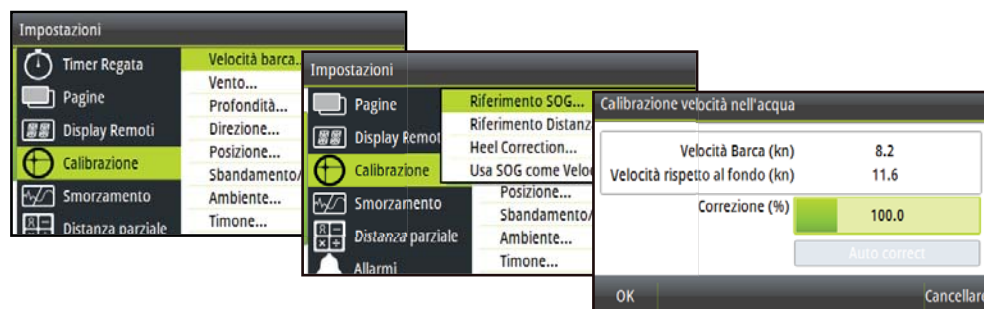 Impostazioni
Timer Regata
Pagine
Display Remoti
Calibrazione
Smorzamento
Distanza parziale
Velocità barca...
Vento...
Profondità...
Direzione...
Posizione...
Sbandamento/
Ambiente...
Timone...
Impostazioni
Pagine
Display Remoti
Calibrazione
Smorzamento
Distanza parziale
Allarmi
Riferimento SOG...
Riferimento Distanz
Heel Correction...
Usa SOG come Veloc
Posizione...
Sbandamento/
Ambiente...
Timone...
Calibrazione velocità nell'acqua
Velocità Barca (kn) 8.2
Velocità rispetto al fondo (kn) 11.6
Correzione (%) 100.0
Auto correct
OK Cancellare